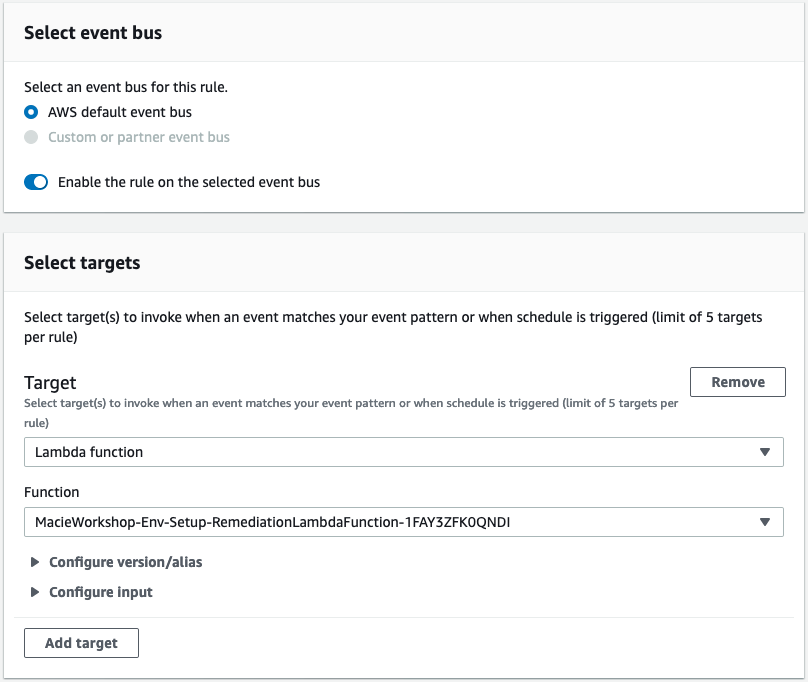 Select event bus
Select an event bus for this rule.
AWS default event bus
Custom or partner event bus
Enable the rule on the selected event bus
Select targets
Select target(s) to invoke when an event matches your event pattern or when schedule is triggered (limit of 5 targets
per rule)
Target
Remove
Select target(s) to invoke when an event matches your event pattern or when schedule is triggered (limit of 5 targets per
rule)
Lambda function
Function
MacieWorkshop-Env-Setup-RemediationLambdaFunction-1FAY3ZFK0QNDI
Configure version/alias
Configure input
Add target